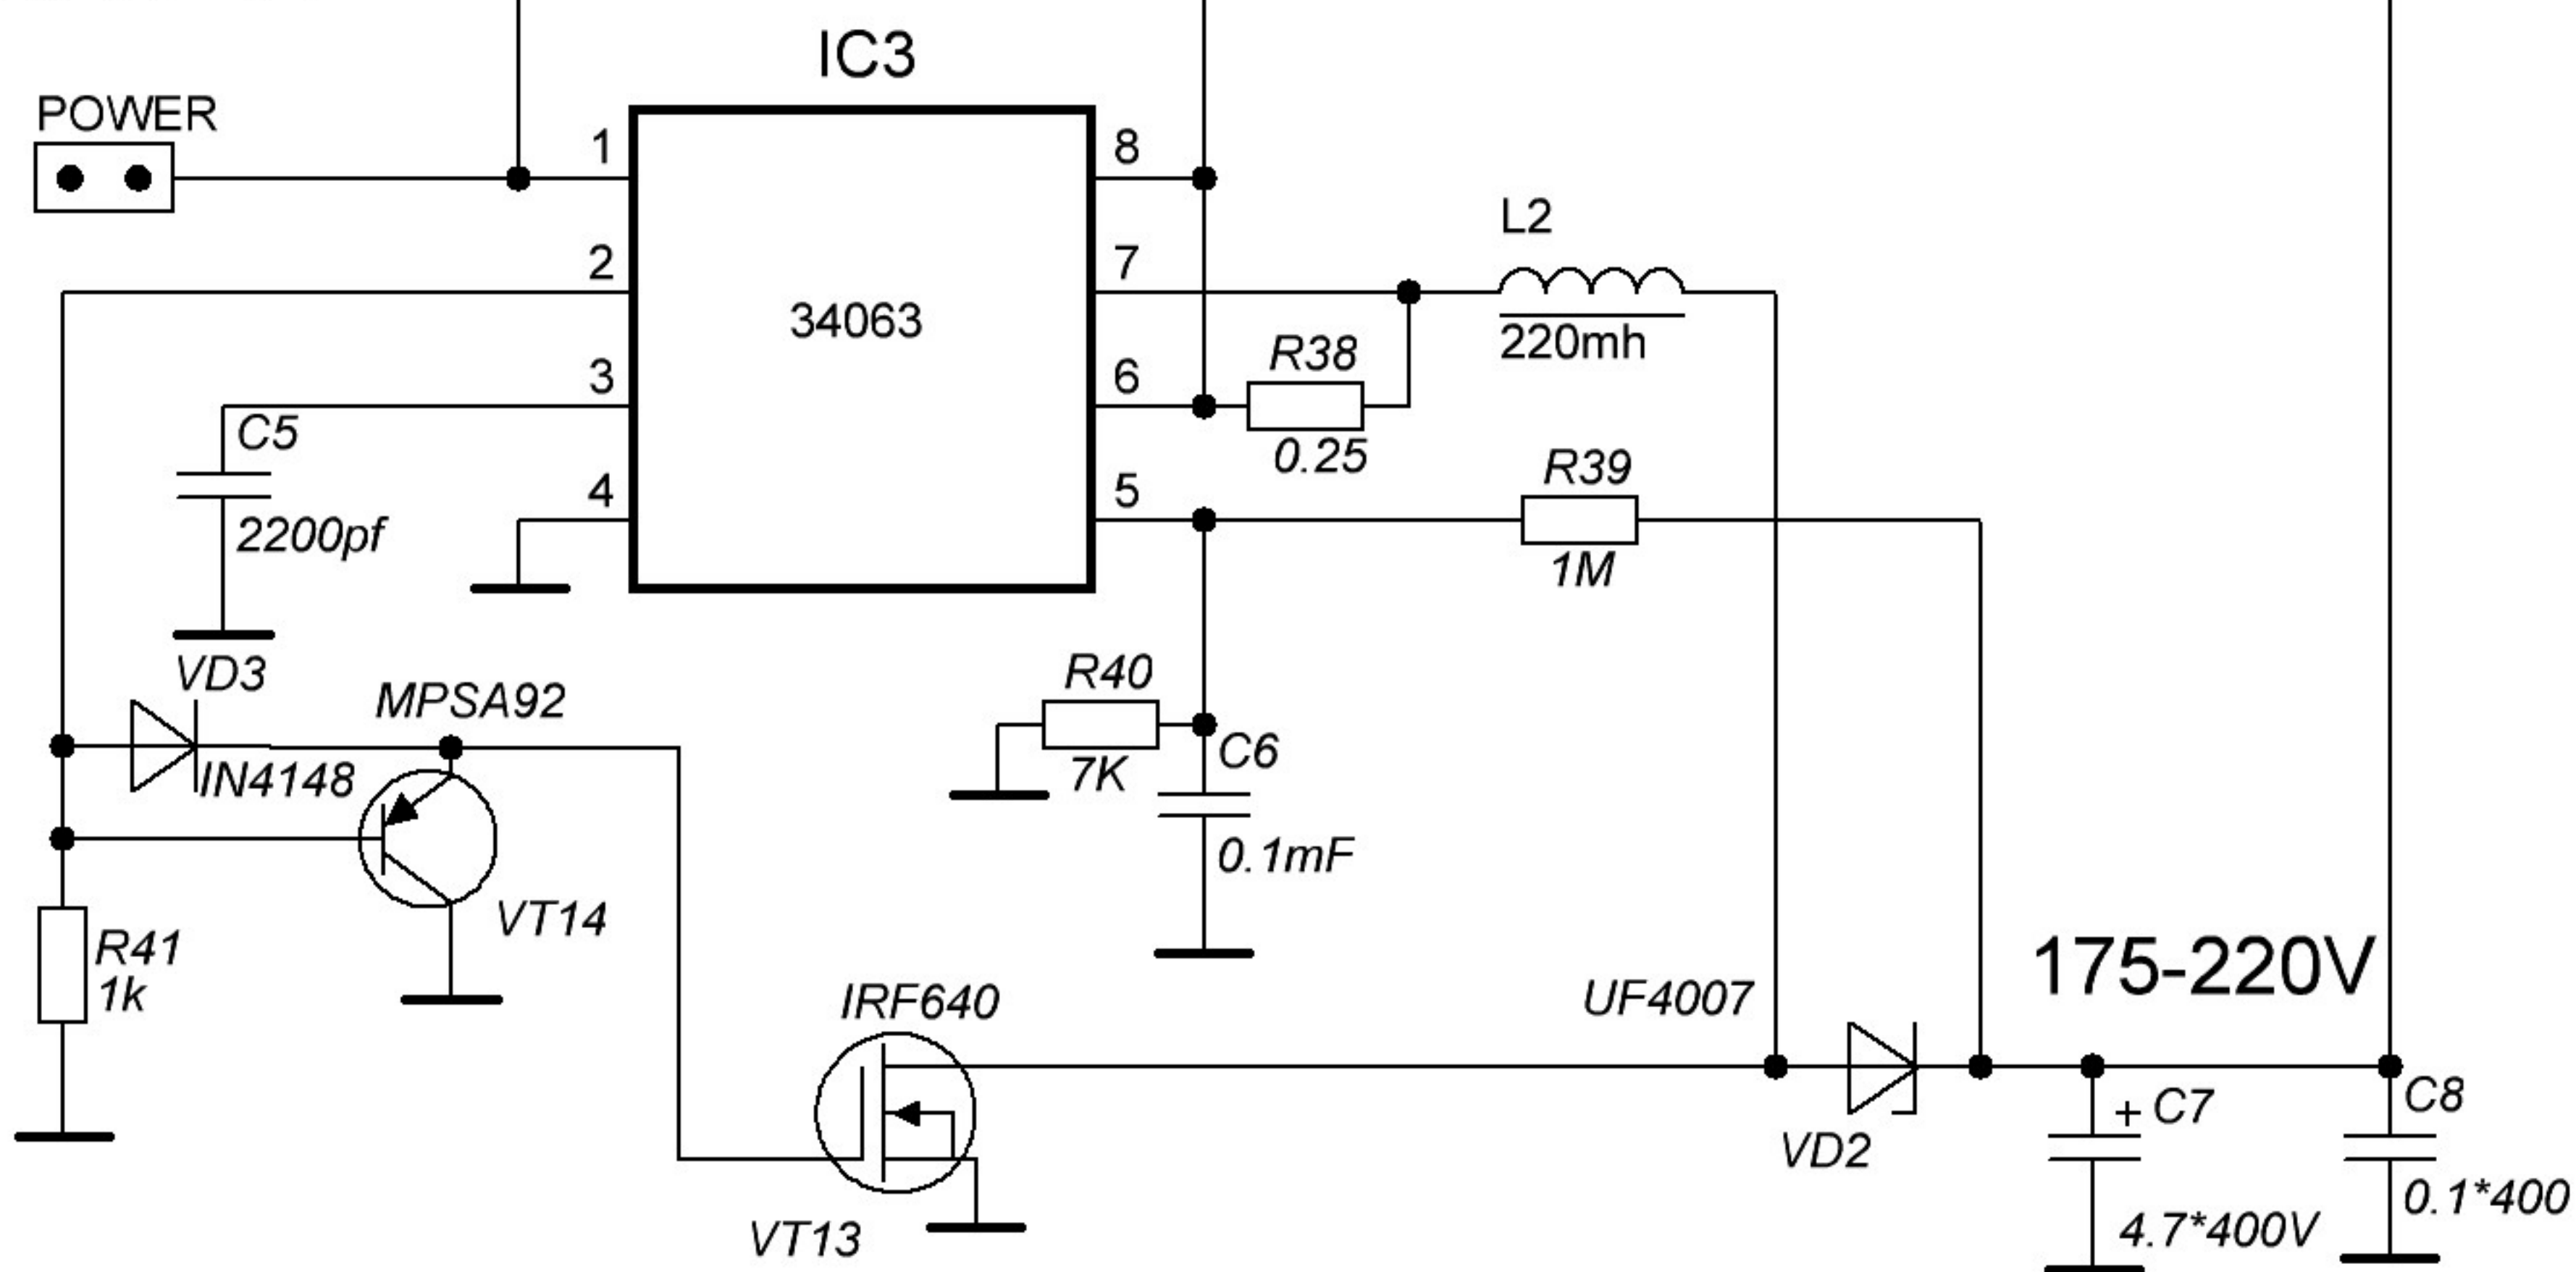 IC3
POWER
1
8
L2
2
7
34063
220mh
R38
3
6
C5
0.25
R39
4
5
2200pf
1M
VD3
R40
MPSA92
C6
IN4148
7K
0.1mF
VT14
R41
175-220V
1k
IRF640
UF4007
C8
+ C7
VD2
0.1*400
4.7*400V
VT13